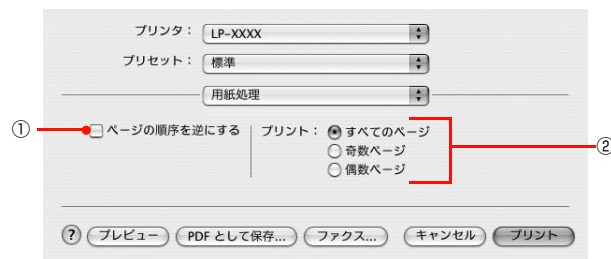 プリンタ： LP-XXXX
プリセット： 標準
用紙処理
① ページの順序を逆にする プリント： すべてのページ
奇数ページ ②
偶数ページ
? プレビュー PDF として保存... ファクス... キャンセル プリント